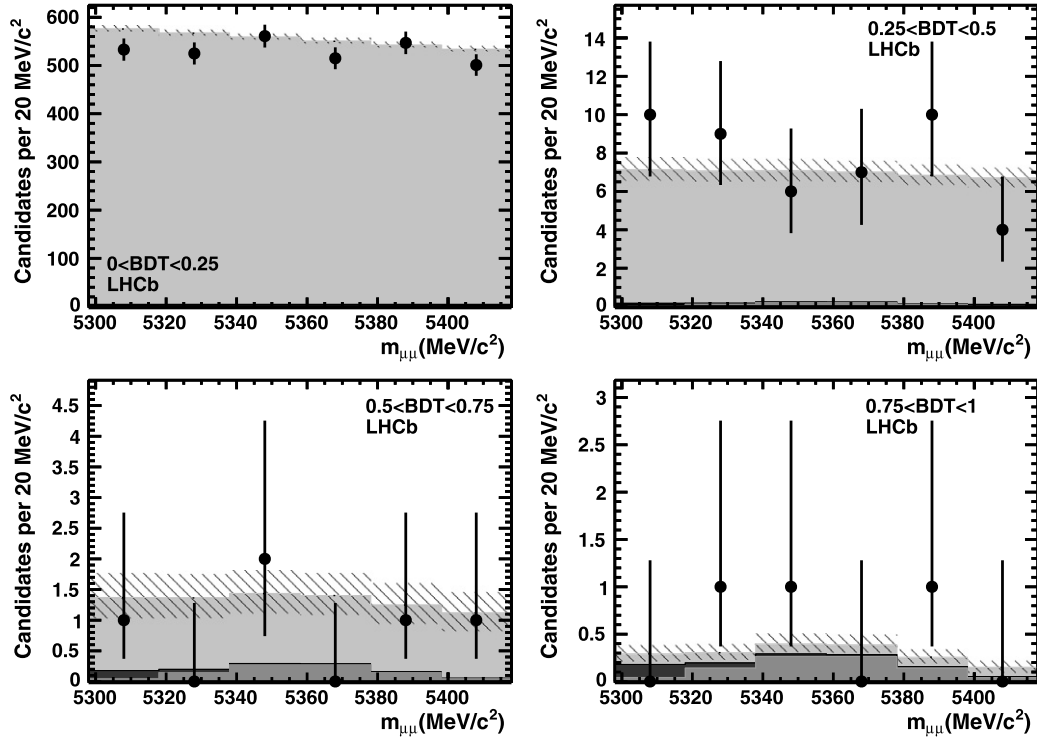 Candidates per 20 MeV/c²
600
500
400
300
200
100
0
0<BDT<0.25
LHCb
5300 5320 5340 5360 5380 5400
m_μμ(MeV/c²)
Candidates per 20 MeV/c²
14
12
10
8
6
4
2
0
0.25<BDT<0.5
LHCb
5300 5320 5340 5360 5380 5400
m_μμ(MeV/c²)
Candidates per 20 MeV/c²
4.5
4
3.5
3
2.5
2
1.5
1
0.5
0
0.5<BDT<0.75
LHCb
5300 5320 5340 5360 5380 5400
m_μμ(MeV/c²)
Candidates per 20 MeV/c²
3
2.5
2
1.5
1
0.5
0
0.75<BDT<1
LHCb
5300 5320 5340 5360 5380 5400
m_μμ(MeV/c²)